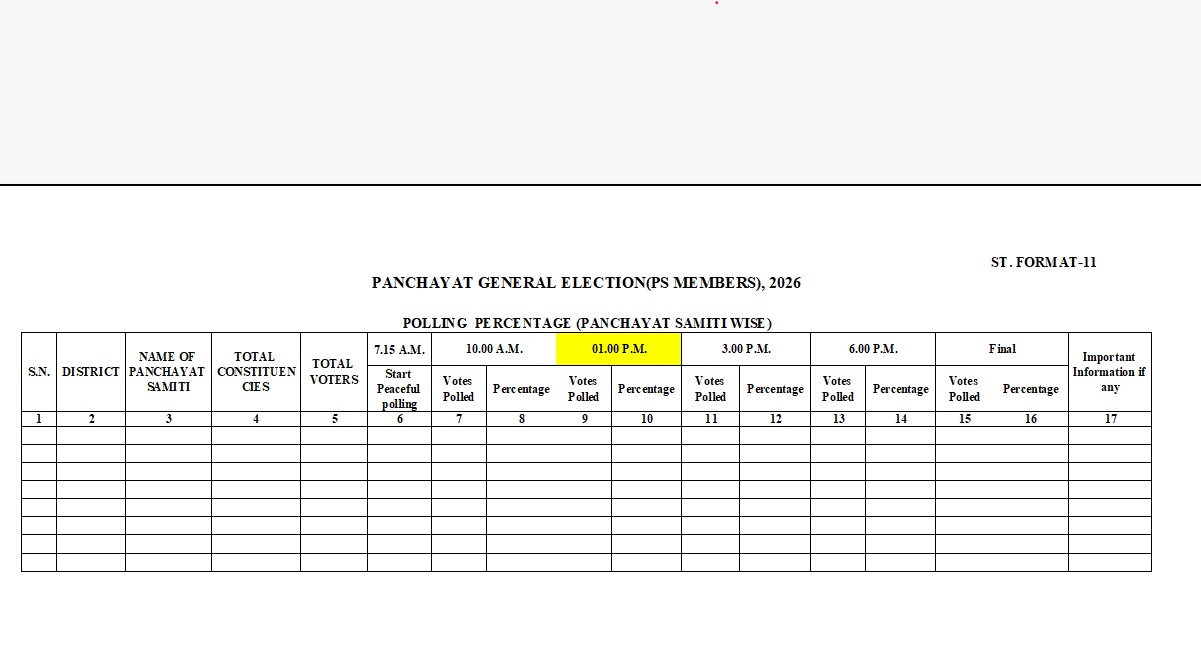 ST. FORMAT-11
PANCHAYAT GENERAL ELECTION(PS MEMBERS), 2026
POLLING PERCENTAGE (PANCHAYAT SAMITI WISE)
S.N.
DISTRICT
NAME OF
PANCHAYAT
SAMITI
TOTAL
CONSTITUEN
CIES
TOTAL
VOTERS
7.15 A.M.
Start
Peaceful
polling
10.00 A.M.
Votes
Polled
Percentage
01.00 P.M.
Votes
Polled
Percentage
3.00 P.M.
Votes
Polled
Percentage
6.00 P.M.
Votes
Polled
Percentage
Final
Votes
Polled
Percentage
Important
Information if
any
1 2 3 4 5 6 7 8 9 10 11 12 13 14 15 16 17